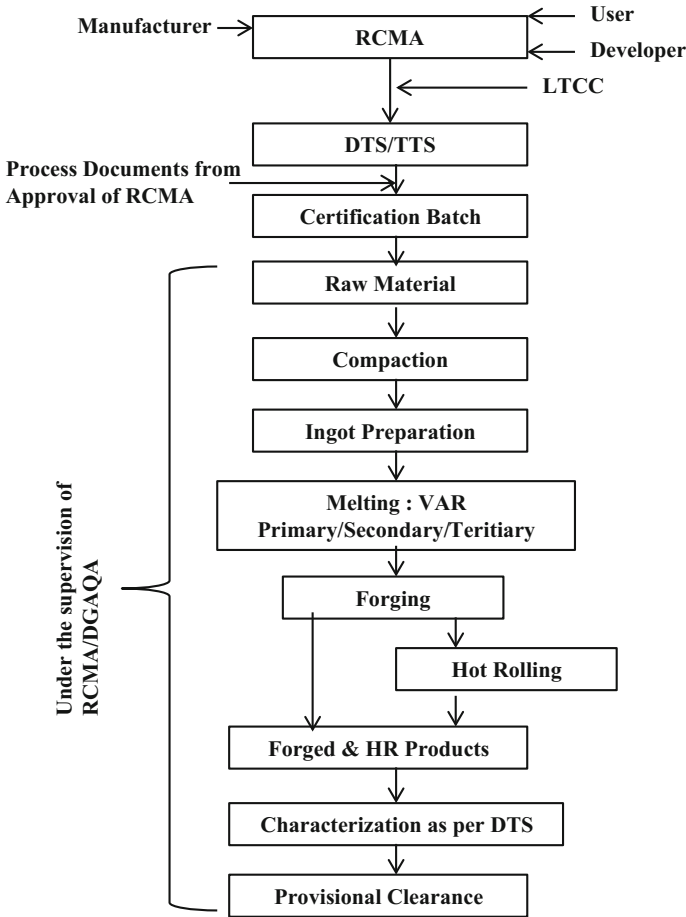 User
Manufacturer
RCMA
Developer
LTCC
DTS/TTS
Process Documents from
Approval of RCMA
Certification Batch
Raw Material
Compaction
Ingot Preparation
Melting : VAR
Primary/Secondary/Teritiary
Forging
Hot Rolling
Under the supervision of
RCMA/DGAQA
Forged & HR Products
Characterization as per DTS
Provisional Clearance